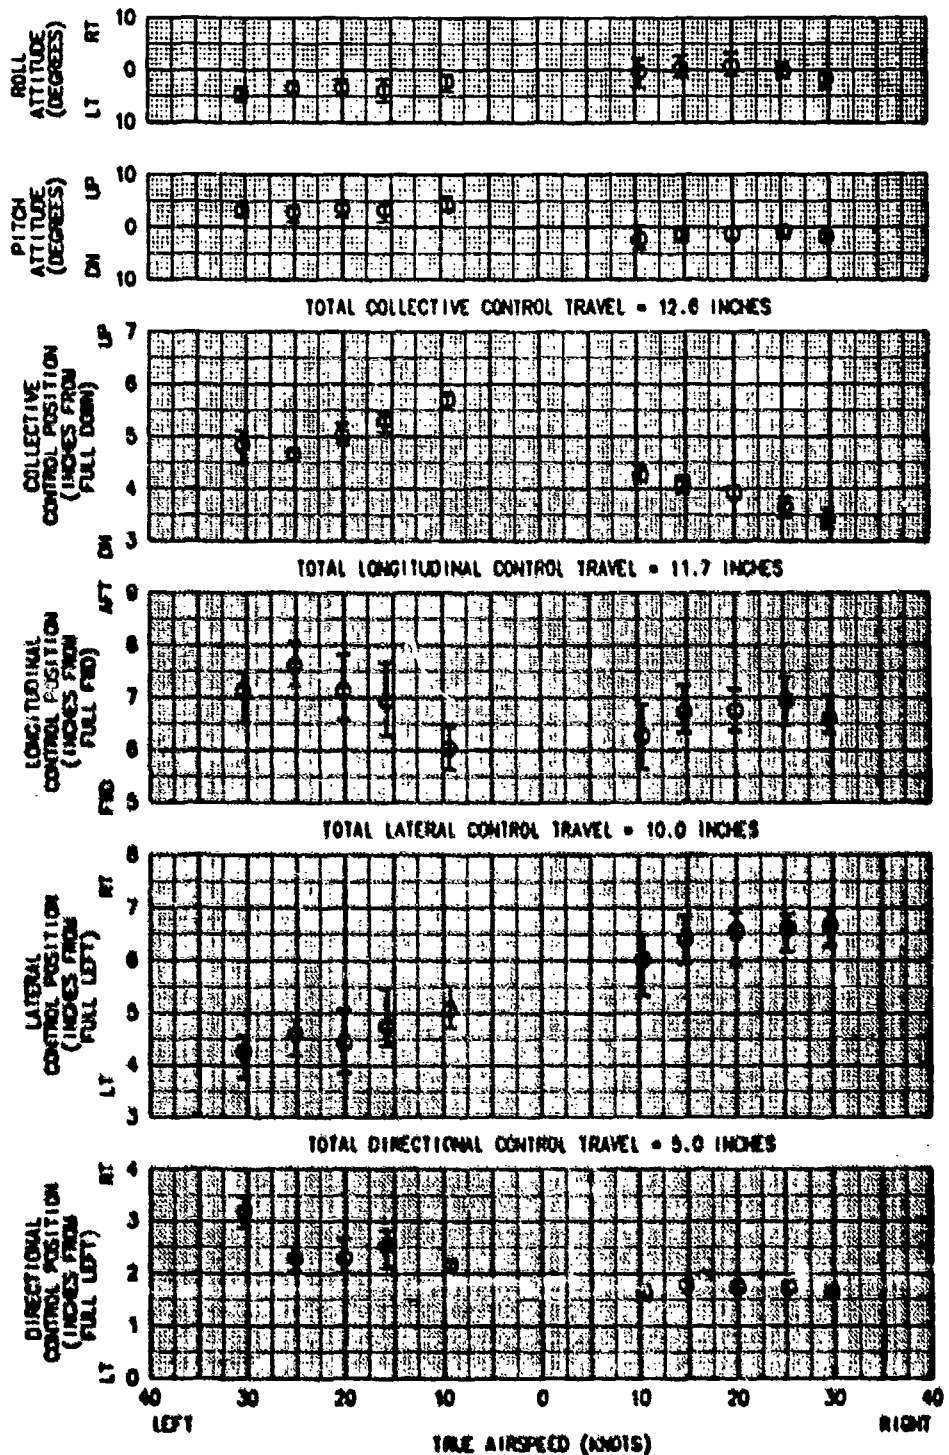 ROLL
ATTITUDE
(DEGREES)
LT RT
10
0
10
PITCH
ATTITUDE
(DEGREES)
DN UP
10
0
10
TOTAL COLLECTIVE CONTROL TRAVEL = 12.6 INCHES
COLLECTIVE
CONTROL POSITION
(INCHES FROM
FULL DOWN)
DN UP
7
6
5
4
3
TOTAL LONGITUDINAL CONTROL TRAVEL = 11.7 INCHES
LONGITUDINAL
CONTROL POSITION
(INCHES FROM
FULL FWD)
FWD AFT
9
8
7
6
5
TOTAL LATERAL CONTROL TRAVEL = 10.0 INCHES
LATERAL
CONTROL POSITION
(INCHES FROM
FULL LEFT)
LT RT
8
7
6
5
4
3
TOTAL DIRECTIONAL CONTROL TRAVEL = 5.0 INCHES
DIRECTIONAL
CONTROL POSITION
(INCHES FROM
FULL LEFT)
LT RT
4
3
2
1
0
40 30 20 10 0 10 20 30 40
LEFT RIGHT
TRUE AIRSPEED (KNOTS)